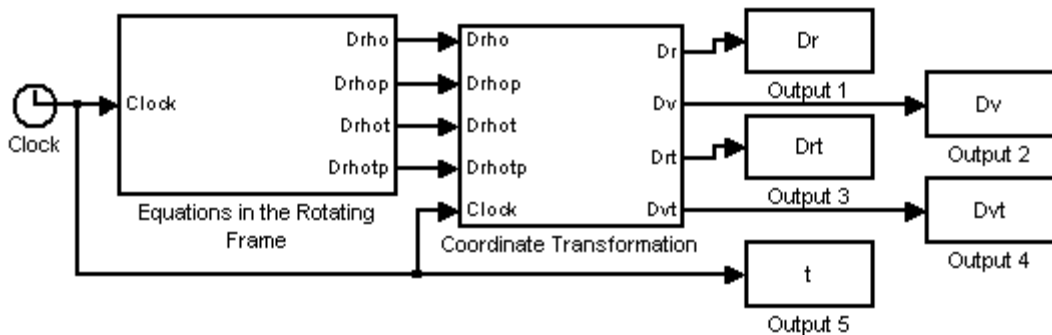 Clock
Clock
Drho
Drhop
Drhot
Drhotp
Equations in the Rotating
Frame
Drho
Drhop
Drhot
Drhotp
Clock
Dr
Dv
Drt
Dvt
Coordinate Transformation
Dr
Output 1
Dv
Output 2
Drt
Output 3
Dvt
Output 4
t
Output 5